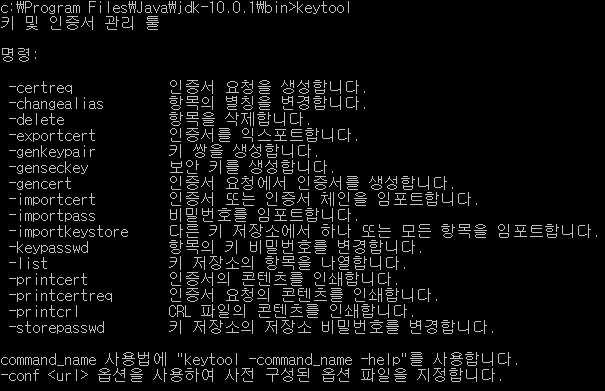 c:\Program Files\Java\jdk-10.0.1\bin>keytool
키 및 인증서 관리 툴
명령:
-certreq 인증서 요청을 생성합니다.
-changealias 항목의 별칭을 변경합니다.
-delete 항목을 삭제합니다.
-exportcert 인증서를 익스포트합니다.
-genkeypair 키 쌍을 생성합니다.
-genseckey 보안 키를 생성합니다.
-gencert 인증서 요청에서 인증서를 생성합니다.
-importcert 인증서 또는 인증서 체인을 임포트합니다.
-importpass 비밀번호를 임포트합니다.
-importkeystore 다른 키 저장소에서 하나 또는 모든 항목을 임포트합니다.
-keypasswd 항목의 키 비밀번호를 변경합니다.
-list 키 저장소의 항목을 나열합니다.
-printcert 인증서의 콘텐츠를 인쇄합니다.
-printcertreq 인증서 요청의 콘텐츠를 인쇄합니다.
-printcrl CRL 파일의 콘텐츠를 인쇄합니다.
-storepasswd 키 저장소의 저장소 비밀번호를 변경합니다.
command_name 사용법에 "keytool -command_name -help"를 사용합니다.
-conf <url> 옵션을 사용하여 사전 구성된 옵션 파일을 지정합니다.